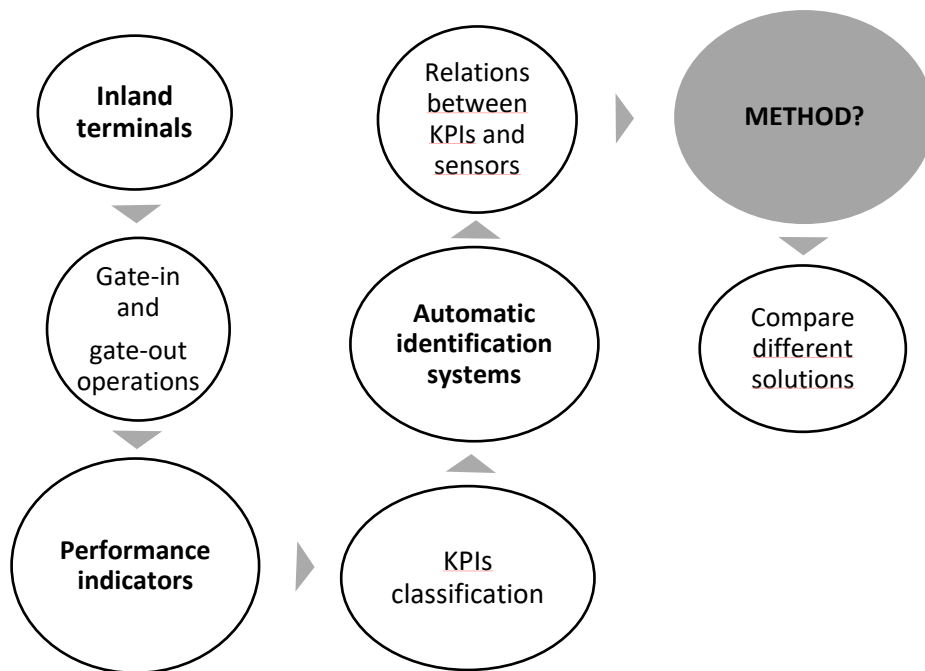 Inland
terminals
Gate-in
and
gate-out
operations
Performance
indicators
KPIs
classification
Automatic
identification
systems
Relations
between
KPIs and
sensors
METHOD?
Compare
different
solutions